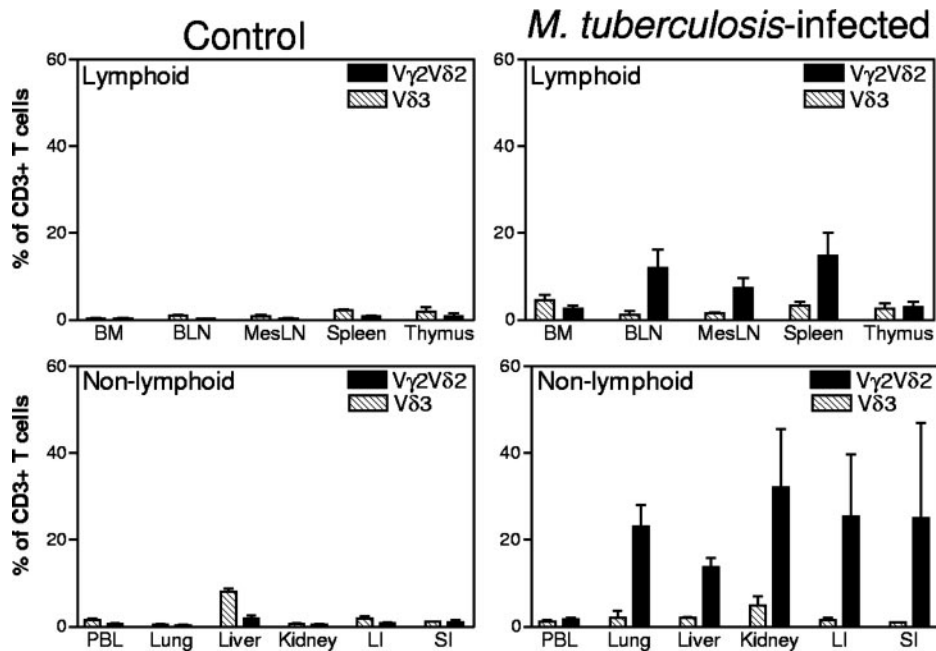 Control
M. tuberculosis-infected
60
Lymphoid
Vγ2Vδ2
Vδ3
40
20
0
% of CD3+ T cells
BM BLN MesLN Spleen Thymus
60
Lymphoid
Vγ2Vδ2
Vδ3
40
20
0
BM BLN MesLN Spleen Thymus
60
Non-lymphoid
Vγ2Vδ2
Vδ3
40
20
0
% of CD3+ T cells
PBL Lung Liver Kidney LI SI
60
Non-lymphoid
Vγ2Vδ2
Vδ3
40
20
0
PBL Lung Liver Kidney LI SI